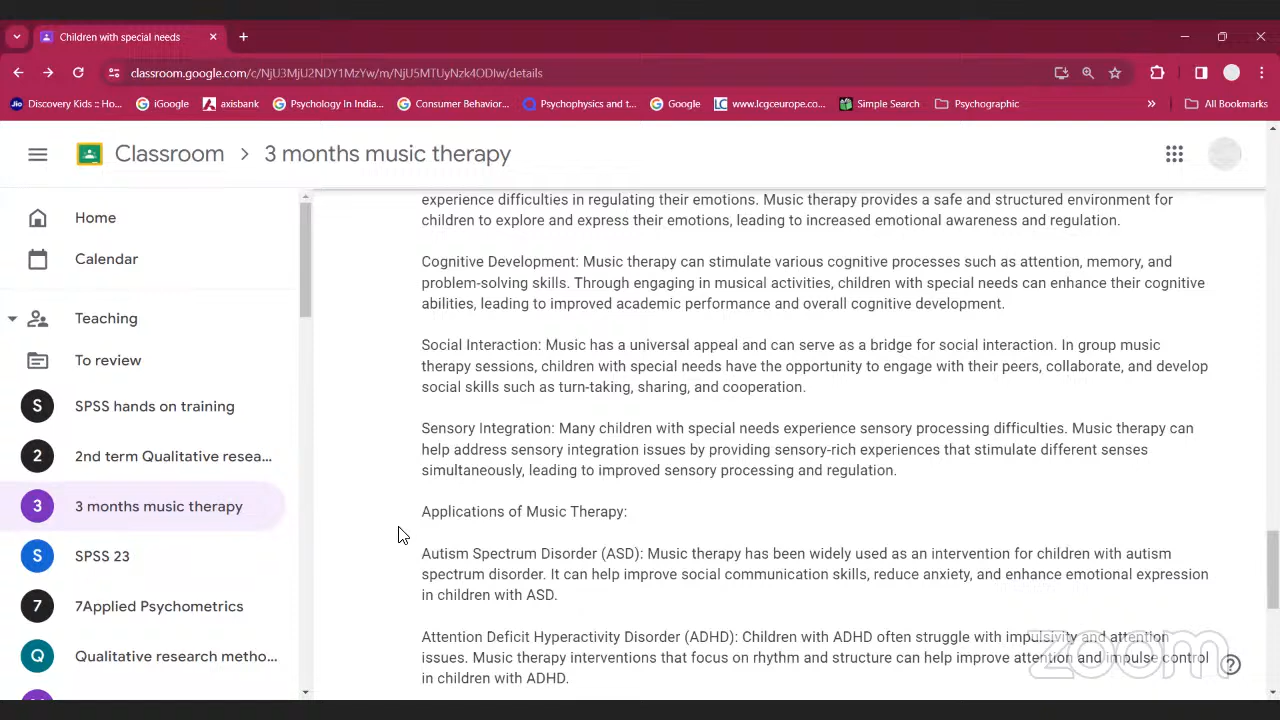 Children with special needs
classroom.google.com/c/NjU3MjU2NDY1MzYw/m/NjU5MTUyNzk4ODIw/details
Discovery Kids :: Ho...
iGoogle
axisbank
Psychology In India...
Consumer Behavior...
Psychophysics and t...
Google
www.lcgceurope.co...
Simple Search
Psychographic
All Bookmarks
Classroom > 3 months music therapy
Home
Calendar
Teaching
To review
S SPSS hands on training
2 2nd term Qualitative resea...
3 3 months music therapy
S SPSS 23
7 7Applied Psychometrics
Q Qualitative research metho...
experience difficulties in regulating their emotions. Music therapy provides a safe and structured environment for
children to explore and express their emotions, leading to increased emotional awareness and regulation.
Cognitive Development: Music therapy can stimulate various cognitive processes such as attention, memory, and
problem-solving skills. Through engaging in musical activities, children with special needs can enhance their cognitive
abilities, leading to improved academic performance and overall cognitive development.
Social Interaction: Music has a universal appeal and can serve as a bridge for social interaction. In group music
therapy sessions, children with special needs have the opportunity to engage with their peers, collaborate, and develop
social skills such as turn-taking, sharing, and cooperation.
Sensory Integration: Many children with special needs experience sensory processing difficulties. Music therapy can
help address sensory integration issues by providing sensory-rich experiences that stimulate different senses
simultaneously, leading to improved sensory processing and regulation.
Applications of Music Therapy:
Autism Spectrum Disorder (ASD): Music therapy has been widely used as an intervention for children with autism
spectrum disorder. It can help improve social communication skills, reduce anxiety, and enhance emotional expression
in children with ASD.
Attention Deficit Hyperactivity Disorder (ADHD): Children with ADHD often struggle with impulsivity and attention
issues. Music therapy interventions that focus on rhythm and structure can help improve attention and impulse control
in children with ADHD.
zoom